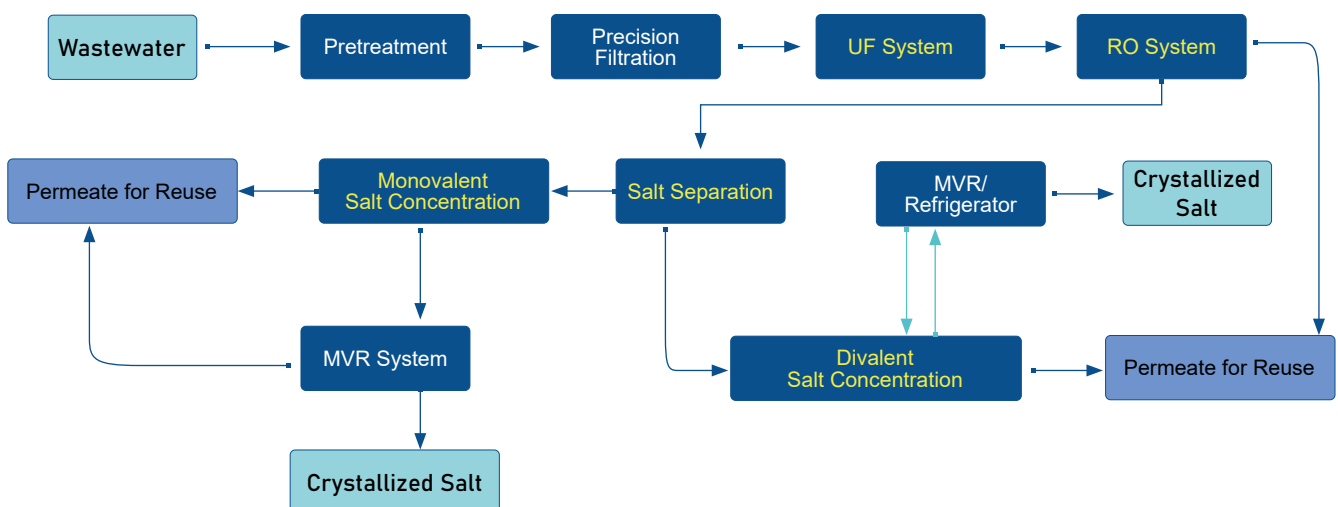 Wastewater
Pretreatment
Precision
Filtration
UF System
RO System
Permeate for Reuse
Monovalent
Salt Concentration
Salt Separation
MVR/
Refrigerator
Crystallized
Salt
MVR System
Divalent
Salt Concentration
Permeate for Reuse
Crystallized Salt